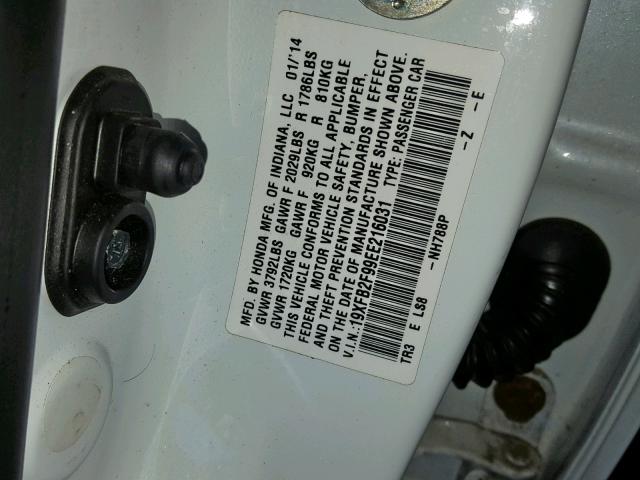 MFD. BY HONDA MFG. OF INDIANA, LLC 01/'14
GVWR 3792LBS GAWR F 2029LBS R 1786LBS
GVWR 1720KG GAWR F 920KG R 810KG
THIS VEHICLE CONFORMS TO ALL APPLICABLE
FEDERAL MOTOR VEHICLE SAFETY, BUMPER,
AND THEFT PREVENTION STANDARDS IN EFFECT
ON THE DATE OF MANUFACTURE SHOWN ABOVE.
V.I.N.:19XFB2F99EE216031 TYPE: PASSENGER CAR
TR3 E LS8 -NH788P -Z -E